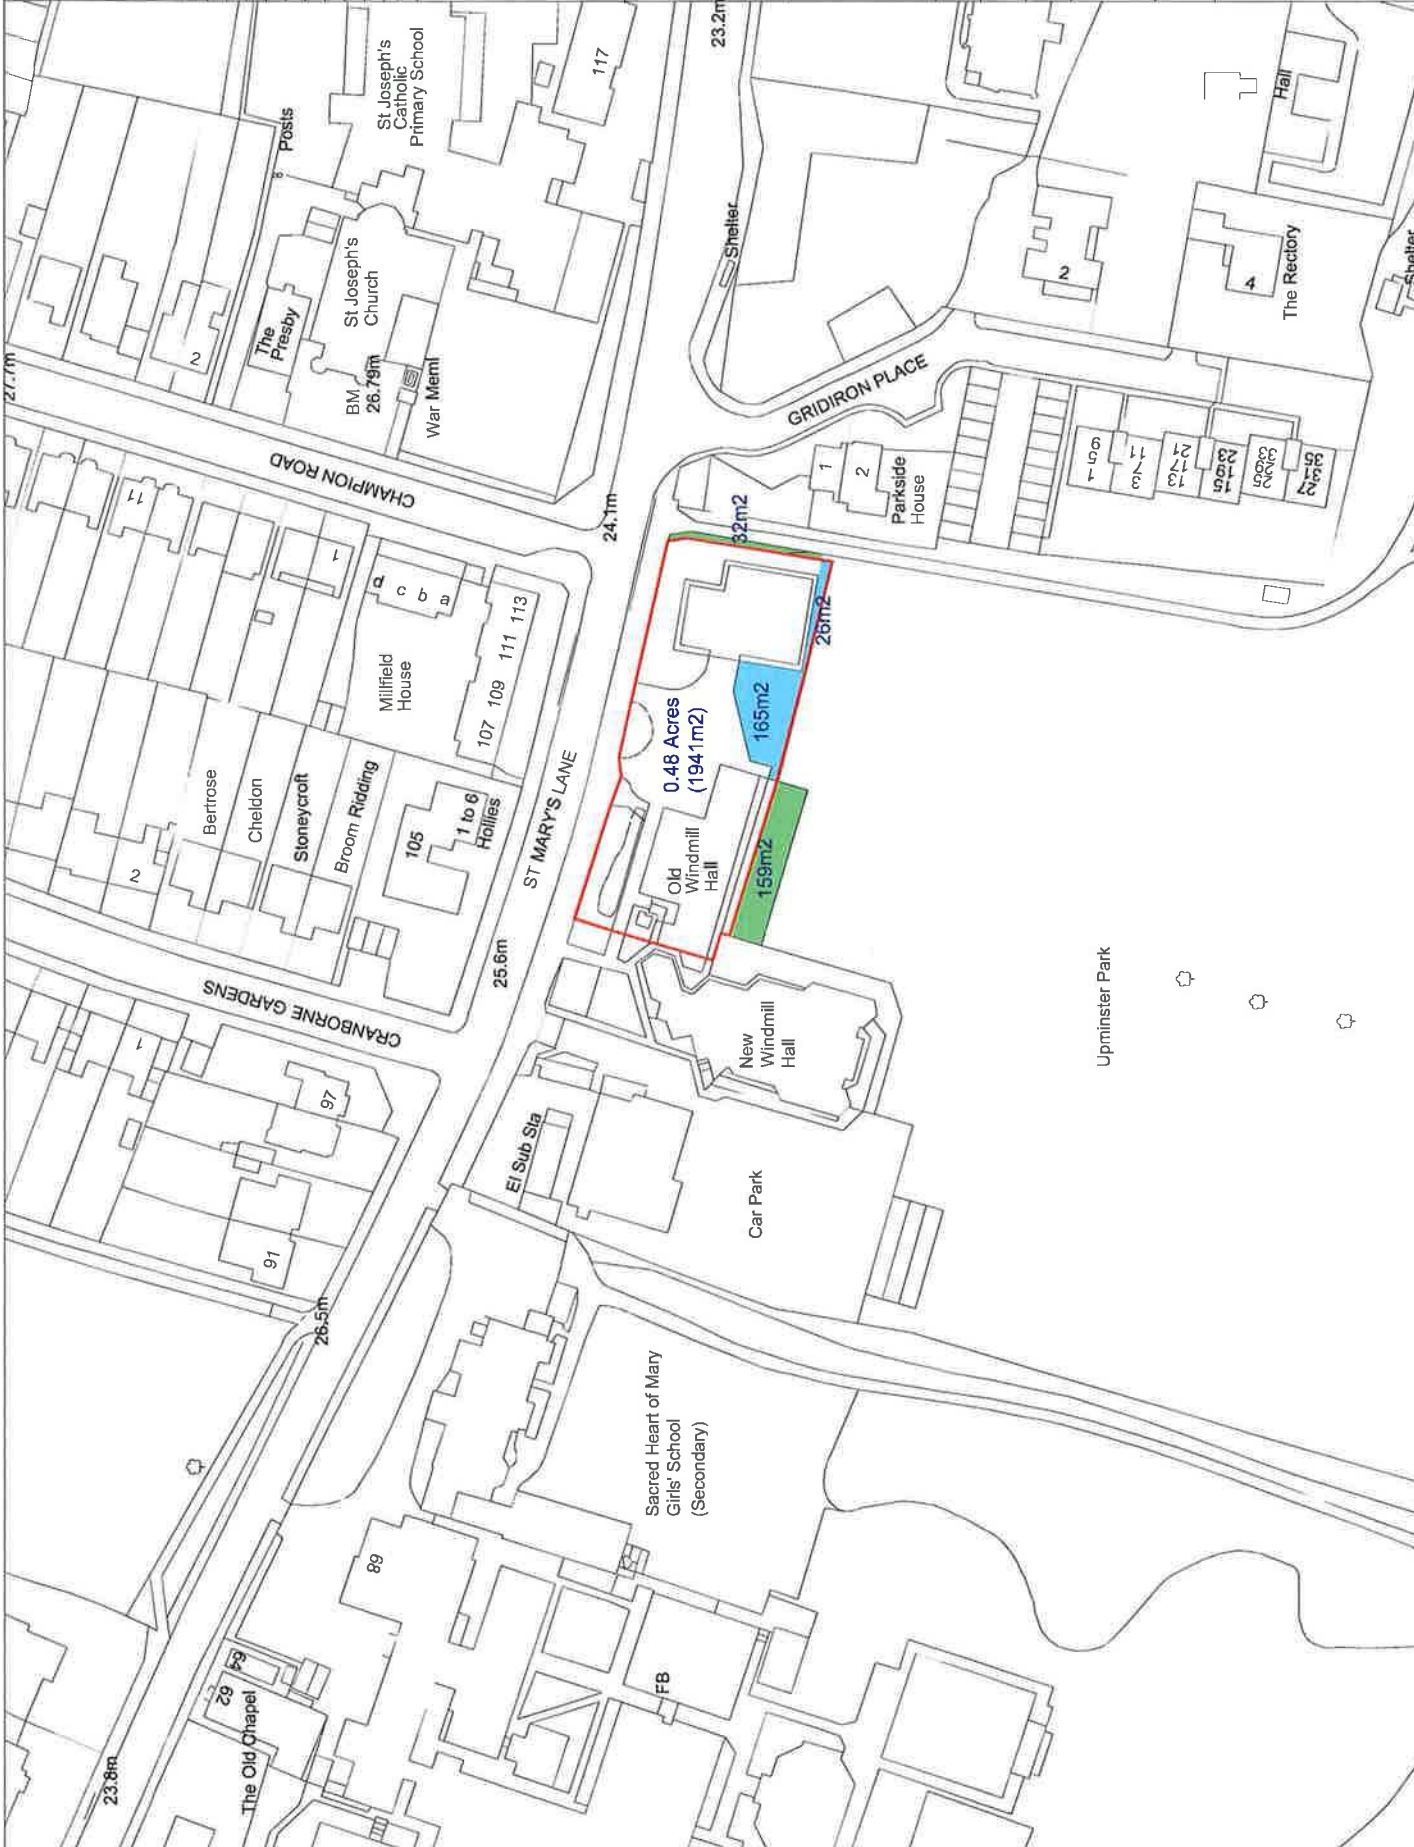 27.7m
23.2m
Posts
St Joseph's
Catholic
Primary School
117
Hall
Shelter
2
The
Presby
St Joseph's
Church
BM
26.79m
War Meml
2
4
The Rectory
Shelter
GRIDIRON PLACE
CHAMPION ROAD
11
1
d
c
b
a
113
111
109
107
Millfield
House
24.1m
32m2
1
2
Parkside
House
26m2
165m2
0.48 Acres
(1941m2)
Bertrose
Cheldon
Stoneycroft
Broom Ridding
2
105
1 to 6
Hollies
ST MARY'S LANE
Old
Windmill
Hall
159m2
25.6m
CRANBORNE GARDENS
New
Windmill
Hall
Upminster Park
1
97
El Sub Sta
Car Park
91
26.5m
Sacred Heart of Mary
Girls' School
(Secondary)
89
64
62
The Old Chapel
FB
23.8m